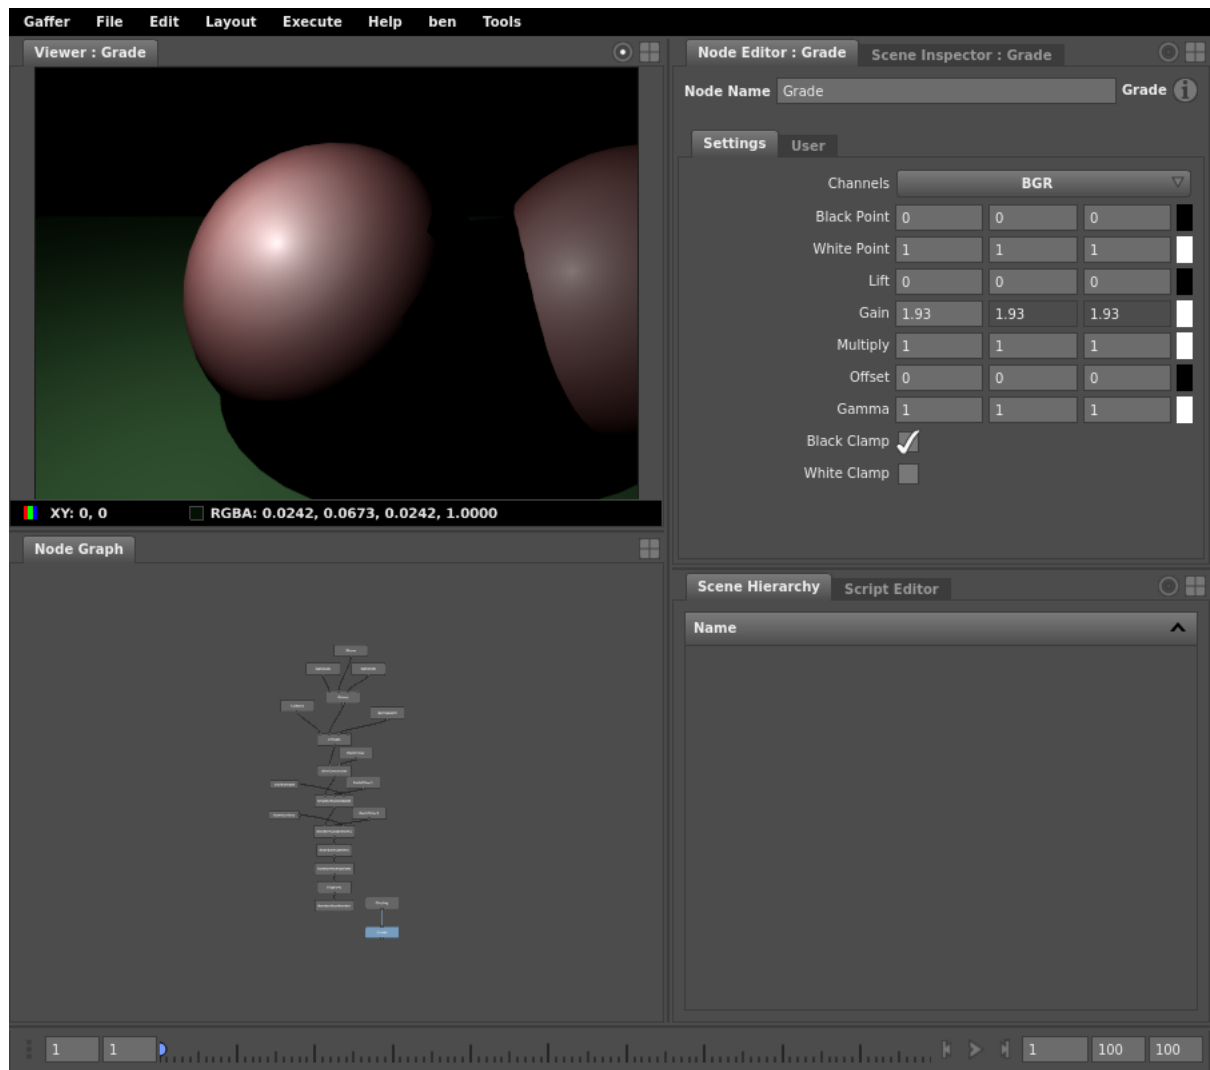 Gaffer File Edit Layout Execute Help ben Tools
Viewer : Grade
XY: 0, 0 RGBA: 0.0242, 0.0673, 0.0242, 1.0000
Node Graph
Node Editor : Grade Scene Inspector : Grade
Node Name Grade Grade
Settings User
Channels BGR
Black Point 0 0 0
White Point 1 1 1
Lift 0 0 0
Gain 1.93 1.93 1.93
Multiply 1 1 1
Offset 0 0 0
Gamma 1 1 1
Black Clamp
White Clamp
Scene Hierarchy Script Editor
Name
1 1 1 100 100